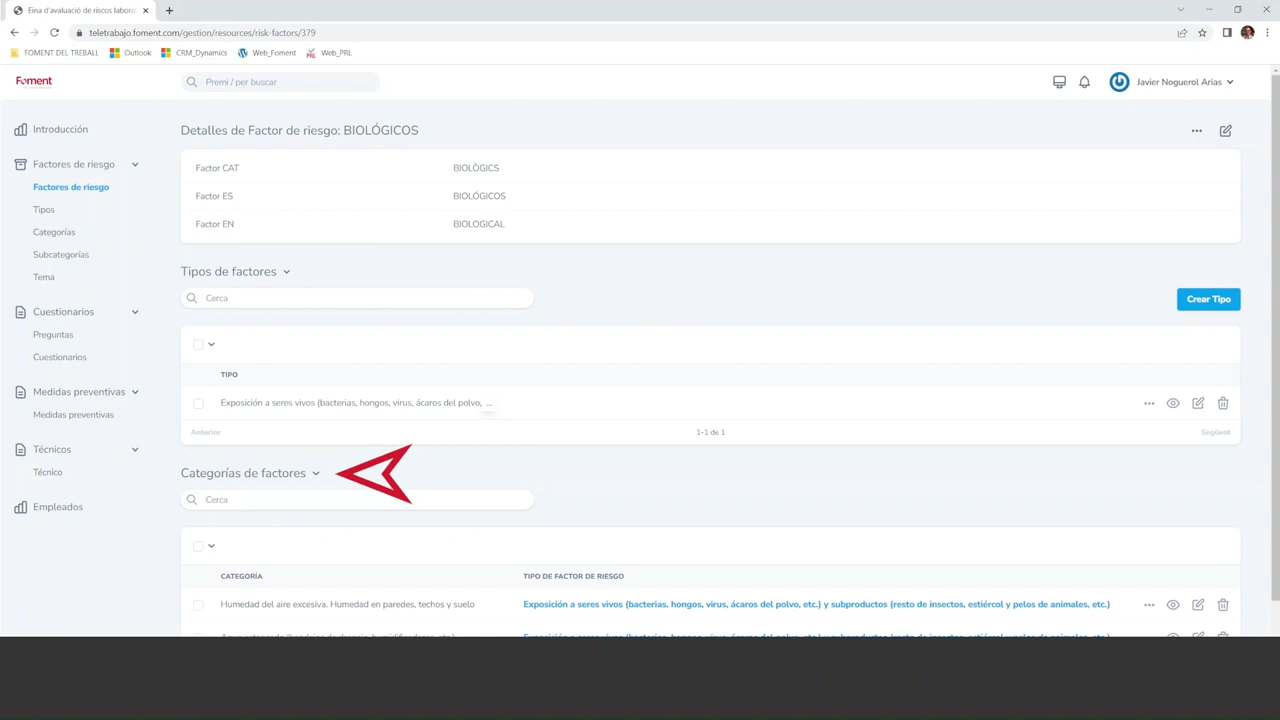 Eina d'avaluació de riscos labora
teletrabajo.foment.com/gestion/resources/risk-factors/379
FOMENT DEL TREBALL
Outlook
CRM_Dynamics
Web_Foment
Web_PRL
Foment
Premi / per buscar
Javier Noguerol Arias
Introducción
Factores de riesgo
Factores de riesgo
Tipos
Categorías
Subcategorías
Tema
Cuestionarios
Preguntas
Cuestionarios
Medidas preventivas
Medidas preventivas
Técnicos
Técnico
Empleados
Detalles de Factor de riesgo: BIOLÓGICOS
Factor CAT BIOLÒGICS
Factor ES BIOLÓGICOS
Factor EN BIOLOGICAL
Tipos de factores
Cerca
Crear Tipo
TIPO
Exposición a seres vivos (bacterias, hongos, virus, ácaros del polvo, ...
Anterior 1-1 de 1 Següent
Categorías de factores
Cerca
CATEGORÍA TIPO DE FACTOR DE RIESGO
Humedad del aire excesiva. Humedad en paredes, techos y suelo Exposición a seres vivos (bacterias, hongos, virus, ácaros del polvo, etc.) y subproductos (resto de insectos, estiércol y pelos de animales, etc.)